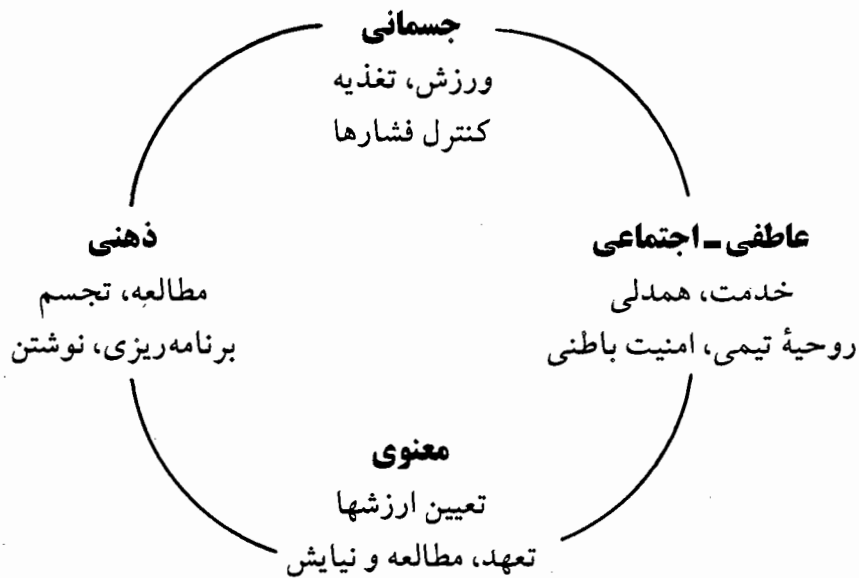 جسمانی
ورزش، تغذیه
کنترل فشارها
عاطفی ـ اجتماعی
خدمت، همدلی
روحیهٔ تیمی، امنیت باطنی
ذهنی
مطالعه، تجسم
برنامه‌ریزی، نوشتن
معنوی
تعیین ارزشها
تعهد، مطالعه و نیایش